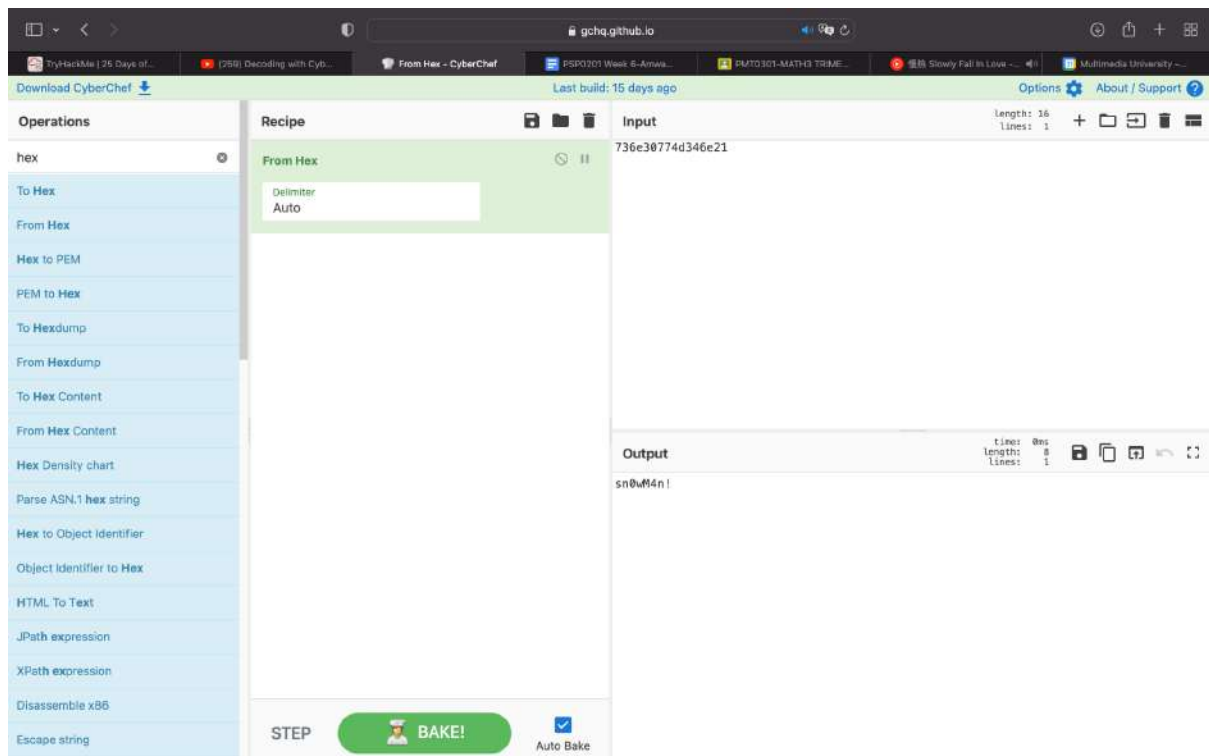 gchq.github.io
TryHackMe | 25 Days of...
(259) Decoding with Cyb...
From Hex - CyberChef
PSP0201 Week 6-Amwa...
PMT0301-MATH3 TRIME...
Slowly Fall In Love -...
Multimedia University -...
Download CyberChef
Last build: 15 days ago
Options
About / Support
Operations
hex
To Hex
From Hex
Hex to PEM
PEM to Hex
To Hexdump
From Hexdump
To Hex Content
From Hex Content
Hex Density chart
Parse ASN.1 hex string
Hex to Object Identifier
Object Identifier to Hex
HTML To Text
JPath expression
XPath expression
Disassemble x86
Escape string
Recipe
From Hex
Delimiter
Auto
STEP
BAKE!
Auto Bake
Input
length: 16
lines: 1
736e30774d346e21
Output
time: 0ms
length: 8
lines: 1
sn0wM4n!